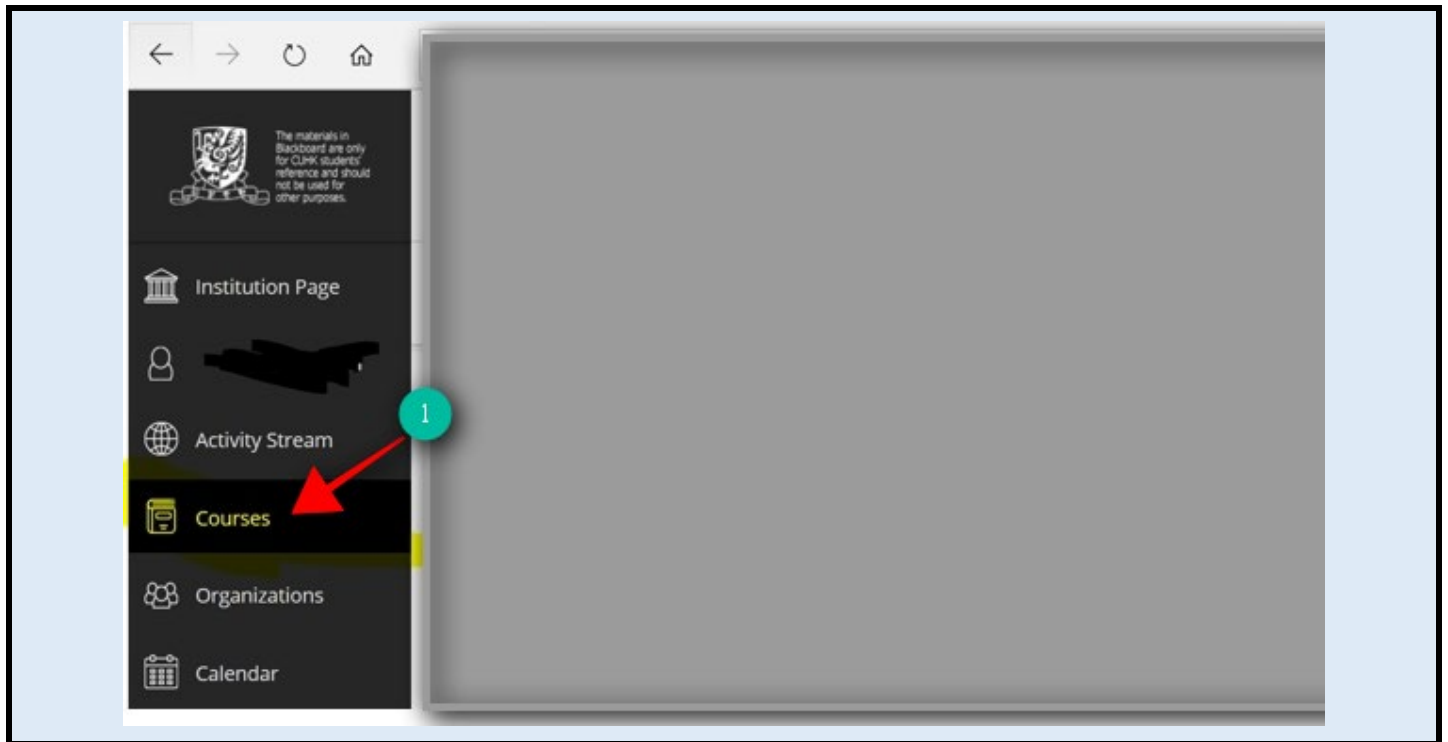 The materials in
Blackboard are only
for CUHK students'
reference and should
not be used for
other purposes.
Institution Page
Activity Stream
1
Courses
Organizations
Calendar